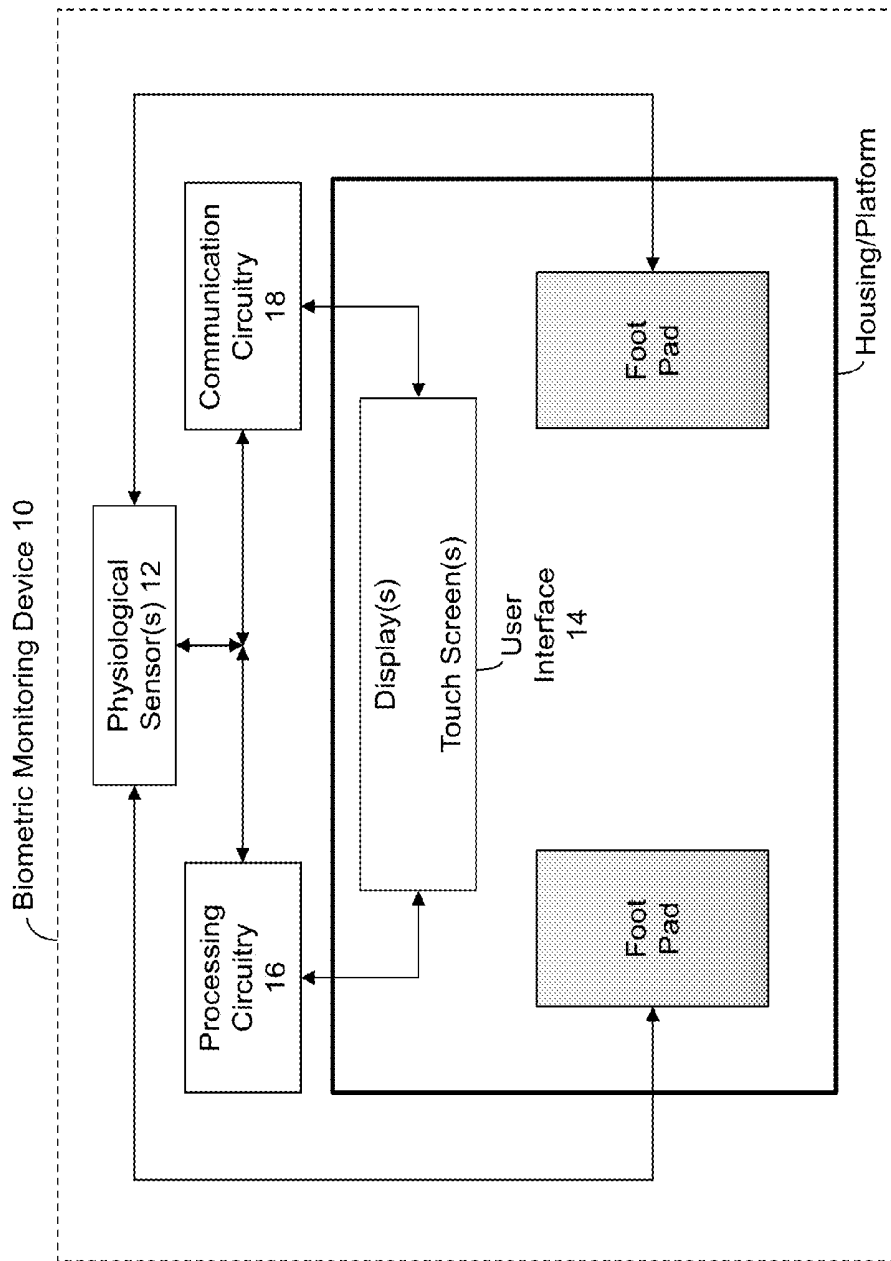 Biometric Monitoring Device 10
Physiological
Sensor(s) 12
Processing
Circuitry
16
Communication
Circuitry
18
Display(s)
Touch Screen(s)
User
Interface
14
Foot
Pad
Foot
Pad
Housing/Platform